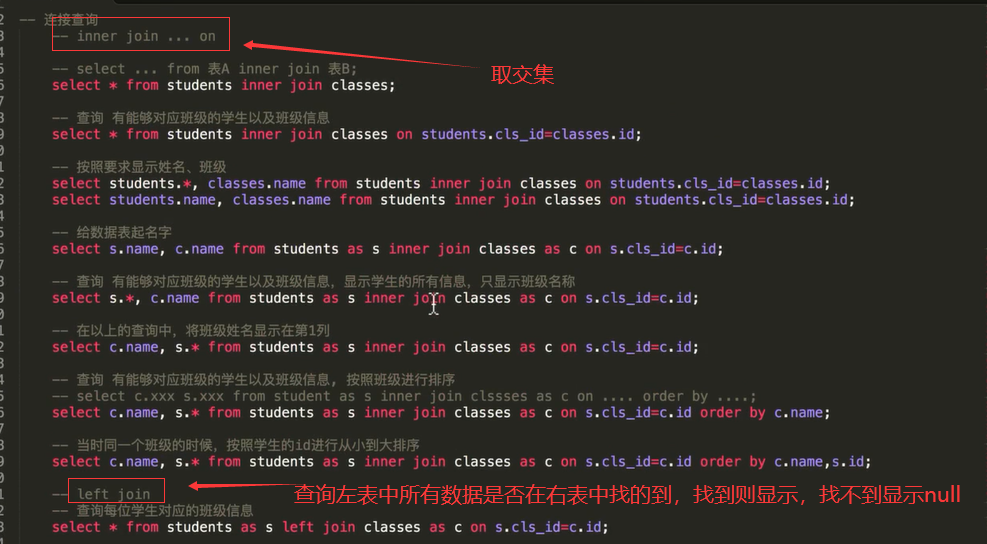 -- 连接查询
-- inner join ... on
取交集
-- select ... from 表A inner join 表B;
select * from students inner join classes;
-- 查询 有能够对应班级的学生以及班级信息
select * from students inner join classes on students.cls_id=classes.id;
-- 按照要求显示姓名、班级
select students.*, classes.name from students inner join classes on students.cls_id=classes.id;
select students.name, classes.name from students inner join classes on students.cls_id=classes.id;
-- 给数据表起名字
select s.name, c.name from students as s inner join classes as c on s.cls_id=c.id;
-- 查询 有能够对应班级的学生以及班级信息, 显示学生的所有信息, 只显示班级名称
select s.*, c.name from students as s inner join classes as c on s.cls_id=c.id;
-- 在以上的查询中, 将班级姓名显示在第1列
select c.name, s.* from students as s inner join classes as c on s.cls_id=c.id;
-- 查询 有能够对应班级的学生以及班级信息, 按照班级进行排序
-- select c.xxx s.xxx from student as s inner join clssses as c on .... order by ....;
select c.name, s.* from students as s inner join classes as c on s.cls_id=c.id order by c.name;
-- 当时同一个班级的时候, 按照学生的id进行从小到大排序
select c.name, s.* from students as s inner join classes as c on s.cls_id=c.id order by c.name,s.id;
-- left join
查询左表中所有数据是否在右表中找的到，找到则显示，找不到显示null
-- 查询每位学生对应的班级信息
select * from students as s left join classes as c on s.cls_id=c.id;